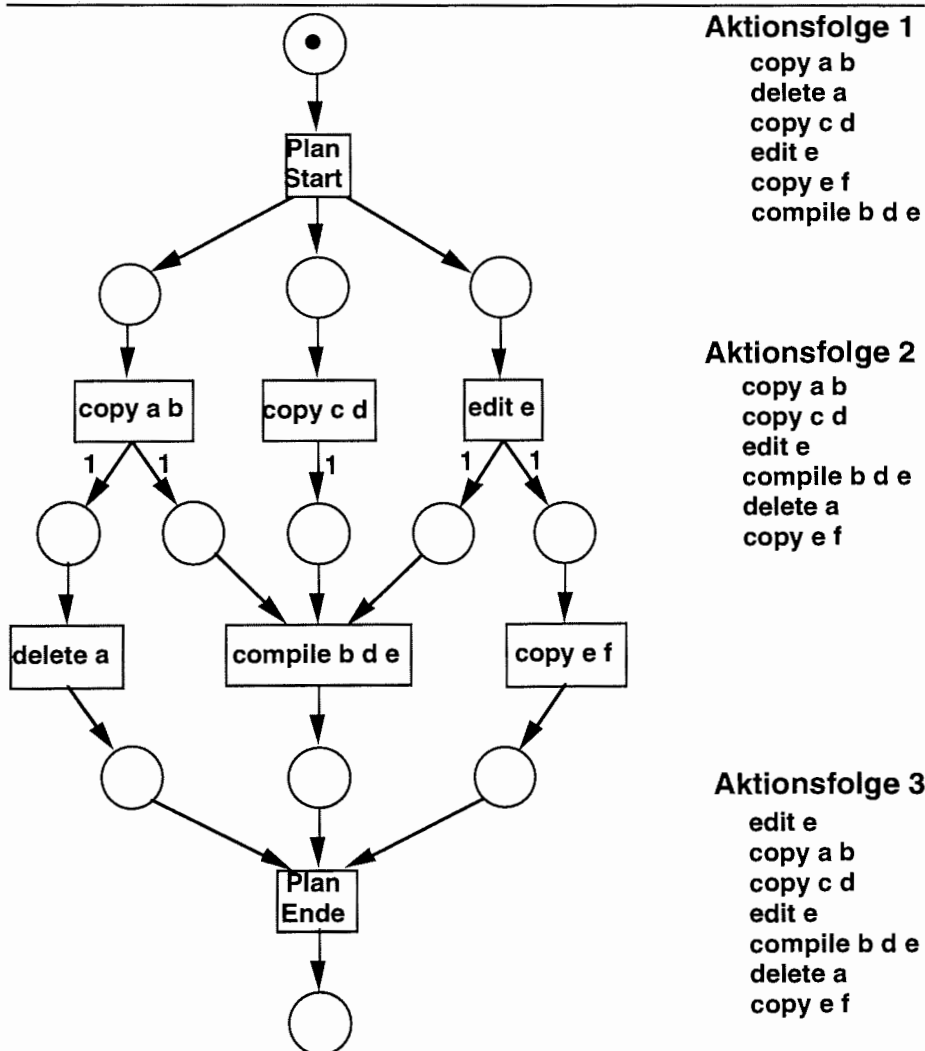 Plan
Start
copy a b
copy c d
edit e
1
1
1
1
1
delete a
compile b d e
copy e f
Plan
Ende
Aktionsfolge 1
copy a b
delete a
copy c d
edit e
copy e f
compile b d e
Aktionsfolge 2
copy a b
copy c d
edit e
compile b d e
delete a
copy e f
Aktionsfolge 3
edit e
copy a b
copy c d
edit e
compile b d e
delete a
copy e f